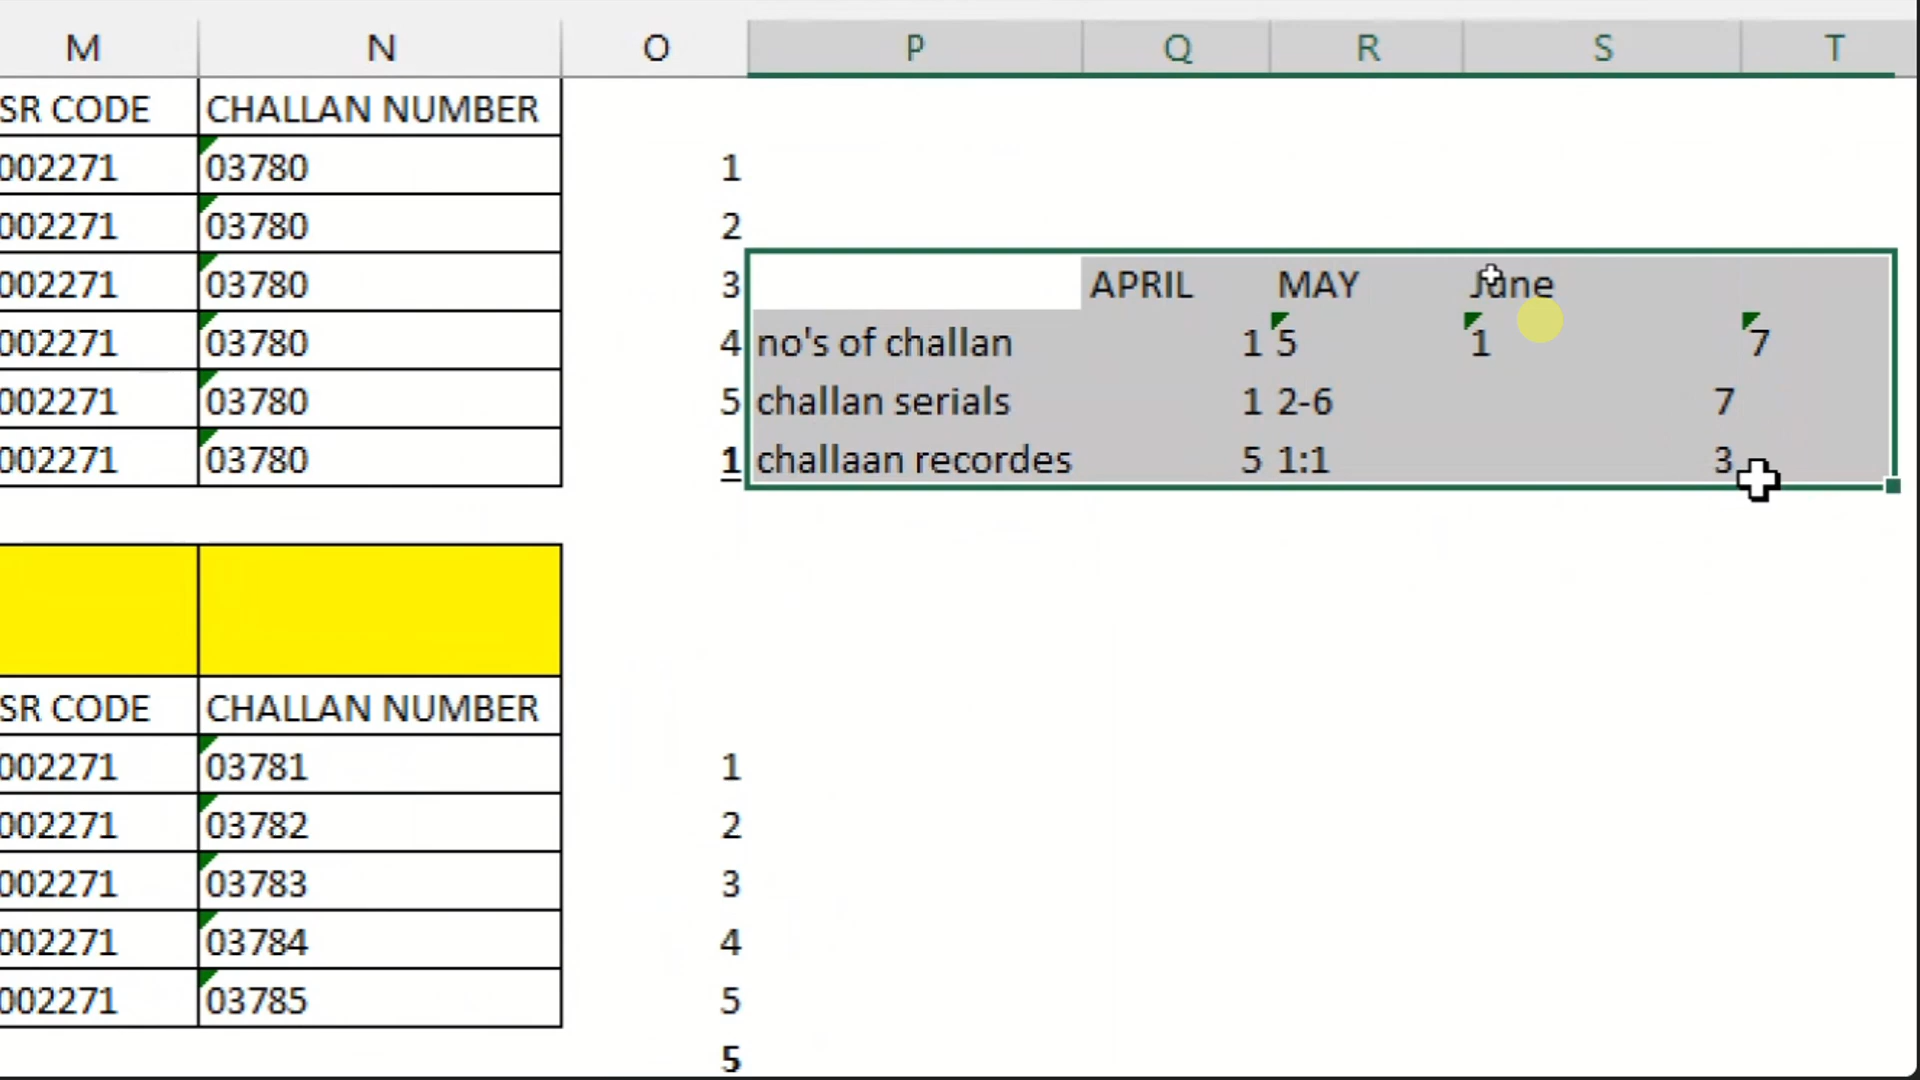 M N O P Q R S T
SR CODE CHALLAN NUMBER
002271 03780 1
002271 03780 2
002271 03780 3 APRIL MAY June
002271 03780 4 no's of challan 1 5 1 7
002271 03780 5 challan serials 1 2-6 7
002271 03780 1 challaan recordes 5 1:1 3
SR CODE CHALLAN NUMBER
002271 03781 1
002271 03782 2
002271 03783 3
002271 03784 4
002271 03785 5
5